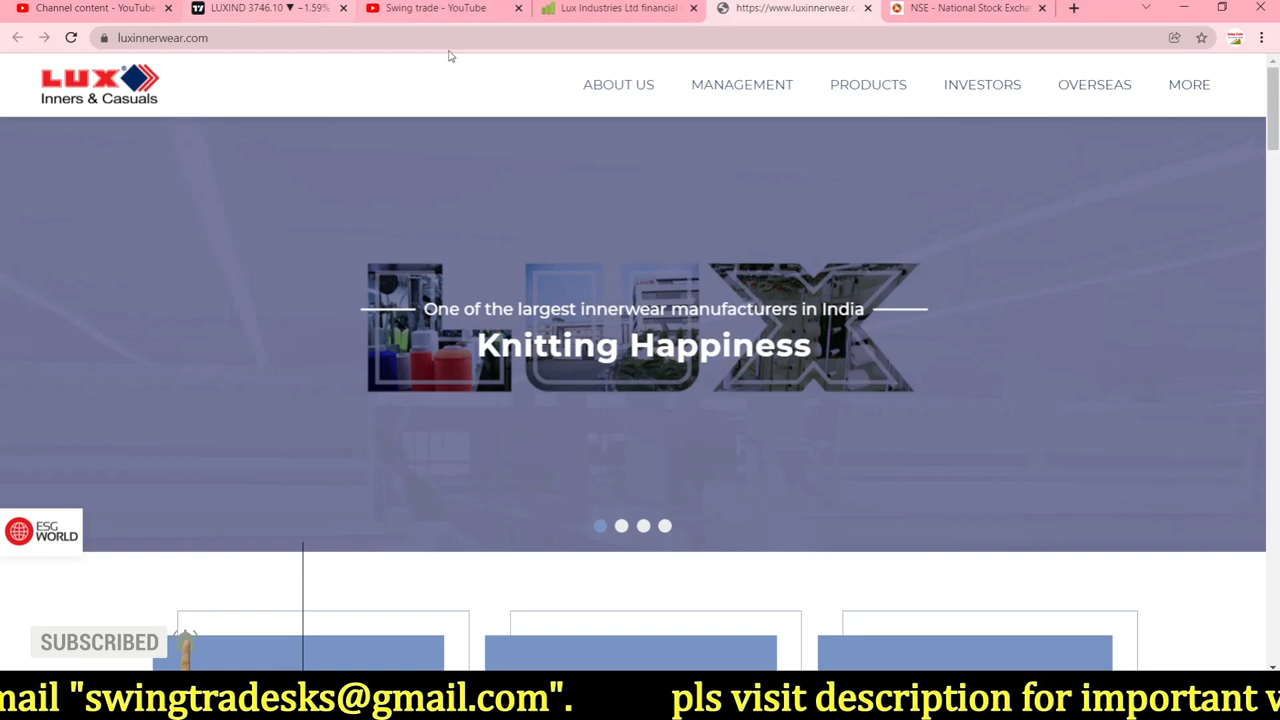 Channel content - YouTube
LUXIND 3746.10 ▼ −1.59%
Swing trade - YouTube
Lux Industries Ltd financial
https://www.luxinnerwear.c
NSE - National Stock Excha
luxinnerwear.com
LUX
Inners & Casuals
ABOUT US
MANAGEMENT
PRODUCTS
INVESTORS
OVERSEAS
MORE
LUX
One of the largest innerwear manufacturers in India
Knitting Happiness
ESG
WORLD
SUBSCRIBED
mail "swingtradesks@gmail.com". pls visit description for important v